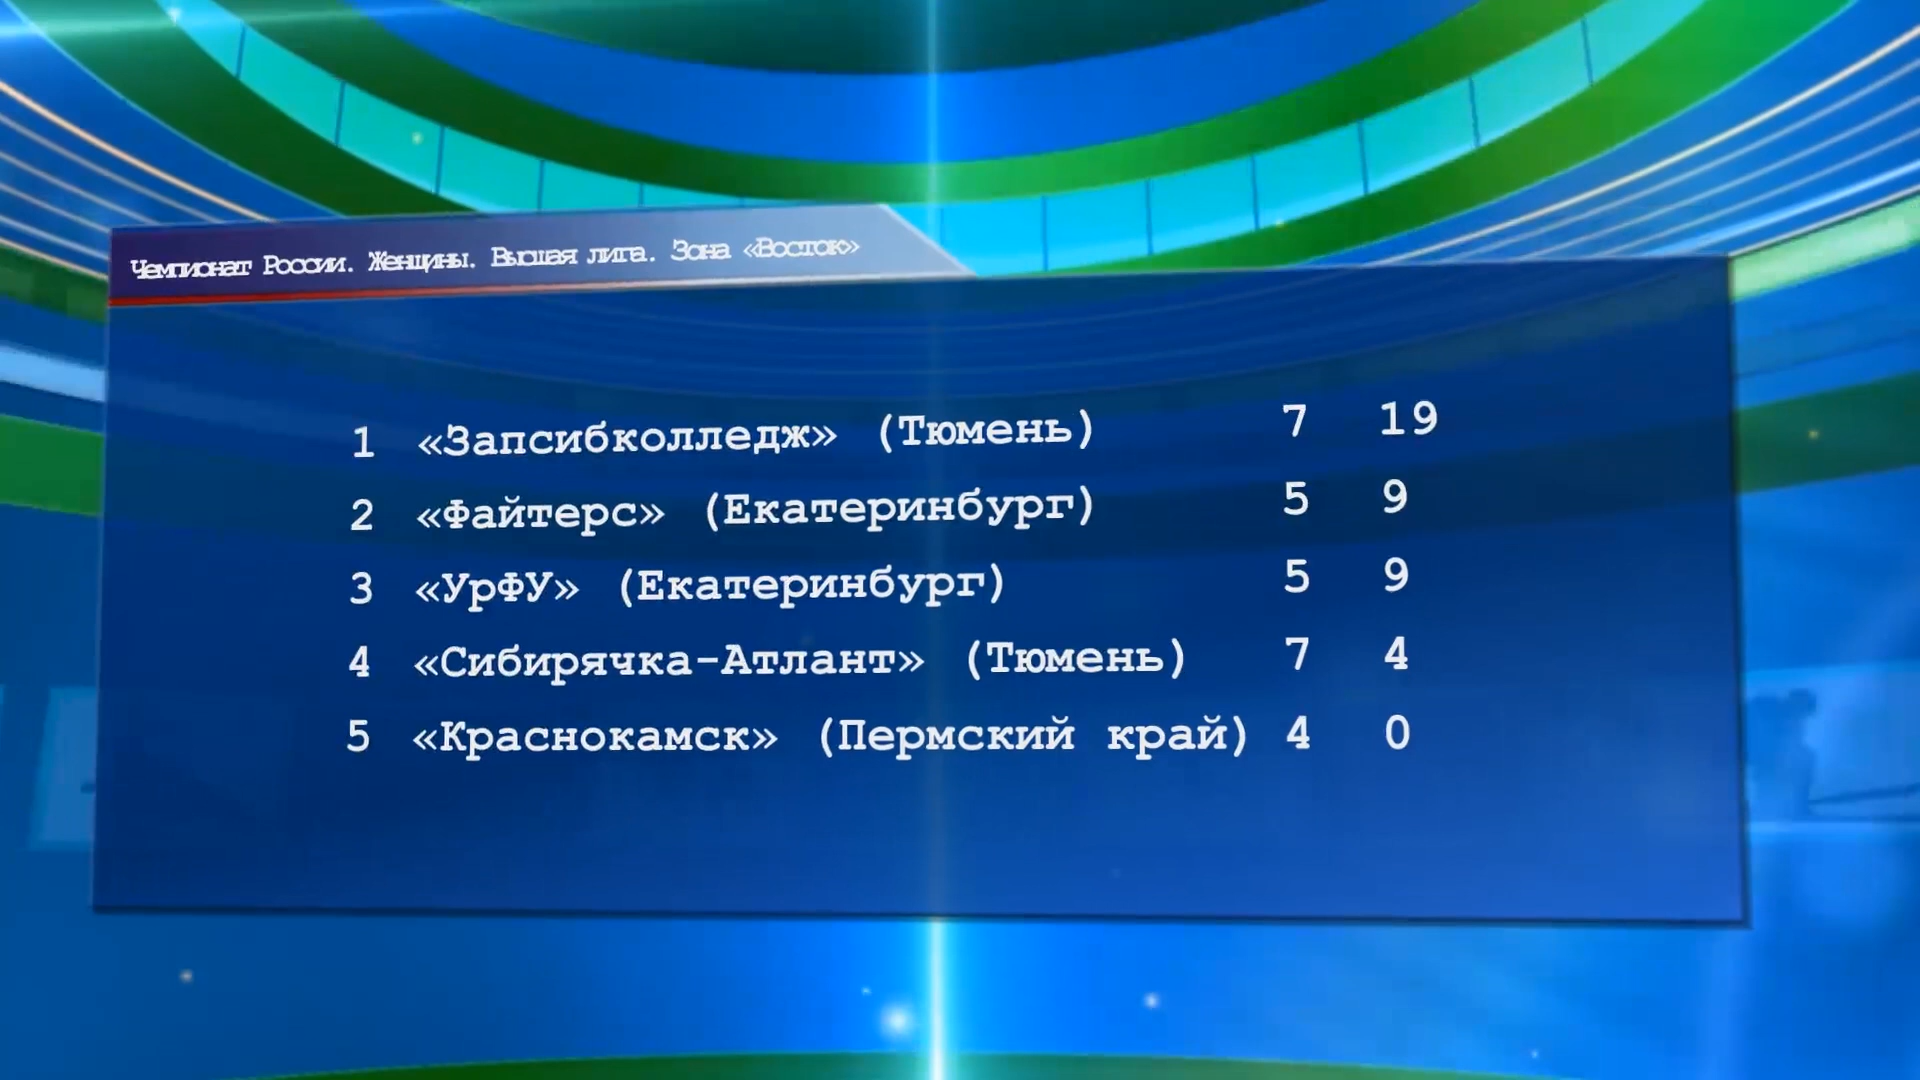 Чемпионат России. Женщины. Высшая лига. Зона «Восток»
1 «Запсибколледж» (Тюмень) 7 19
2 «Файтерс» (Екатеринбург) 5 9
3 «УрФУ» (Екатеринбург) 5 9
4 «Сибирячка-Атлант» (Тюмень) 7 4
5 «Краснокамск» (Пермский край) 4 0